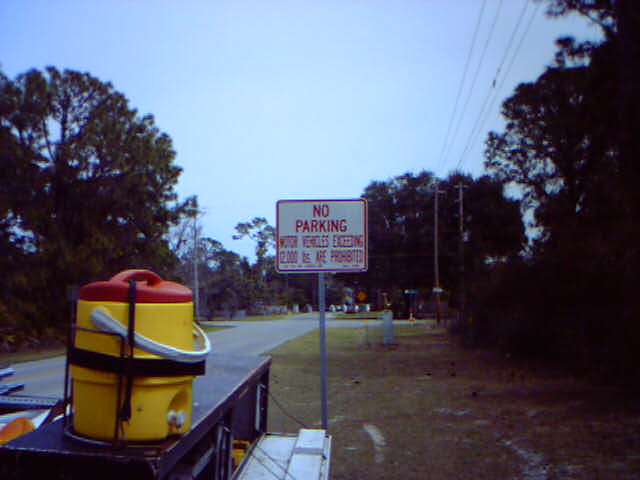 NO
PARKING
MOTOR VEHICLES EXCEEDING
12,000 lbs. ARE PROHIBITED